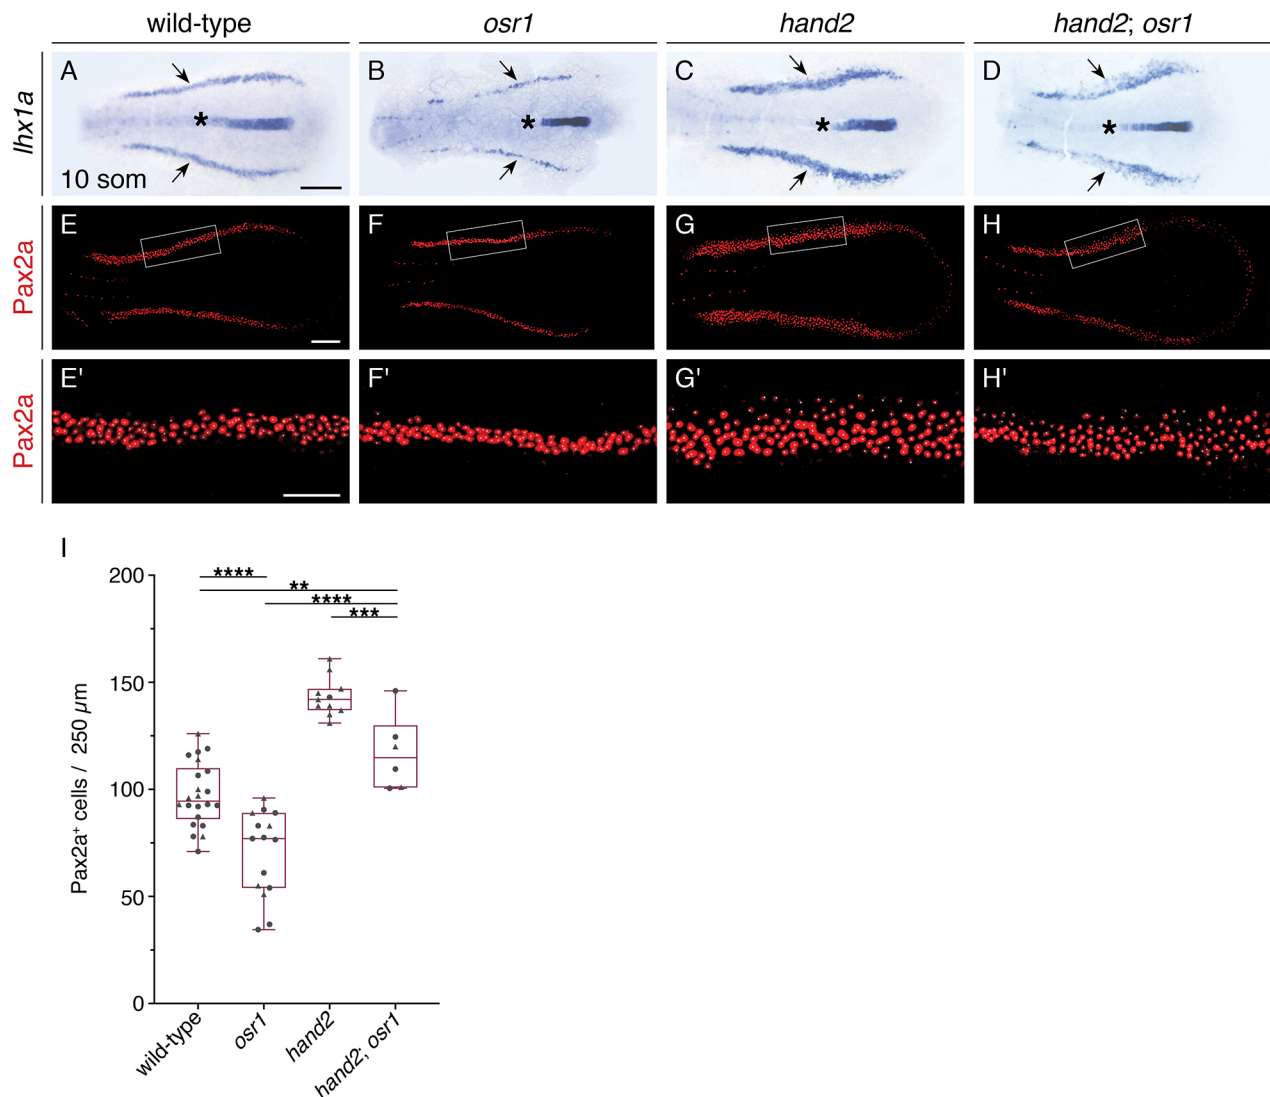 wild-type osr1 hand2 hand2; osr1
lhx1a
A B C D
* * * *
10 som
Pax2a
E F G H
Pax2a
E' F' G' H'
I
****
**
****
***
200
150
100
50
0
Pax2a+ cells / 250 µm
wild-type osr1 hand2 hand2; osr1